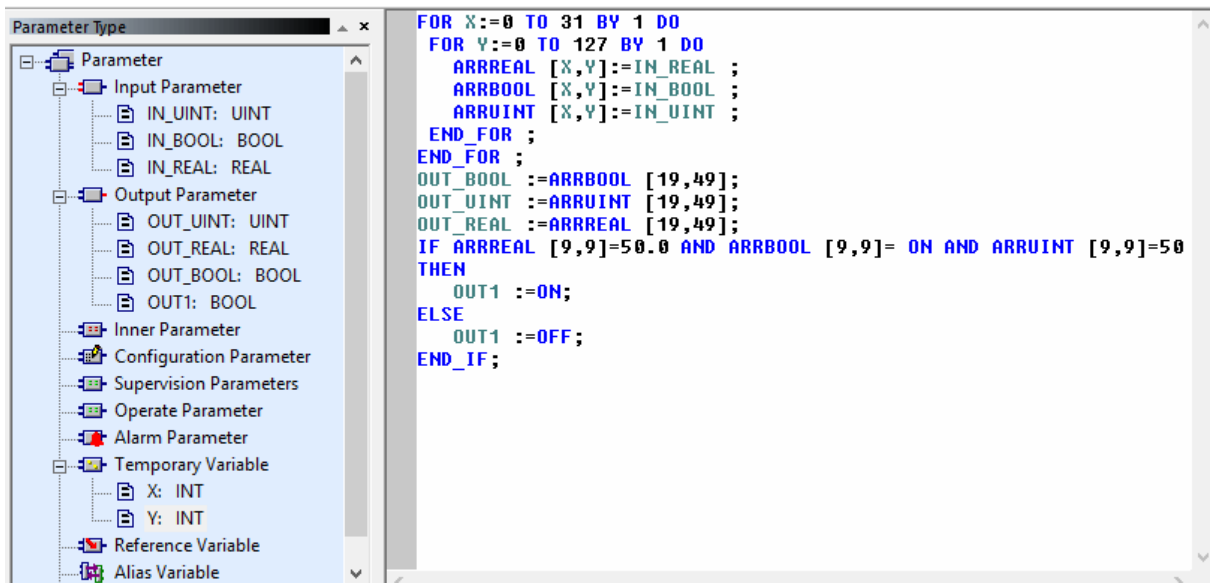 Parameter Type
Parameter
Input Parameter
IN_UINT: UINT
IN_BOOL: BOOL
IN_REAL: REAL
Output Parameter
OUT_UINT: UINT
OUT_REAL: REAL
OUT_BOOL: BOOL
OUT1: BOOL
Inner Parameter
Configuration Parameter
Supervision Parameters
Operate Parameter
Alarm Parameter
Temporary Variable
X: INT
Y: INT
Reference Variable
Alias Variable
FOR X:=0 TO 31 BY 1 DO
FOR Y:=0 TO 127 BY 1 DO
ARRREAL [X,Y]:=IN_REAL ;
ARRBOOL [X,Y]:=IN_BOOL ;
ARRUINT [X,Y]:=IN_UINT ;
END_FOR ;
END_FOR ;
OUT_BOOL :=ARRBOOL [19,49];
OUT_UINT :=ARRUINT [19,49];
OUT_REAL :=ARRREAL [19,49];
IF ARRREAL [9,9]=50.0 AND ARRBOOL [9,9]= ON AND ARRUINT [9,9]=50
THEN
OUT1 :=ON;
ELSE
OUT1 :=OFF;
END_IF;